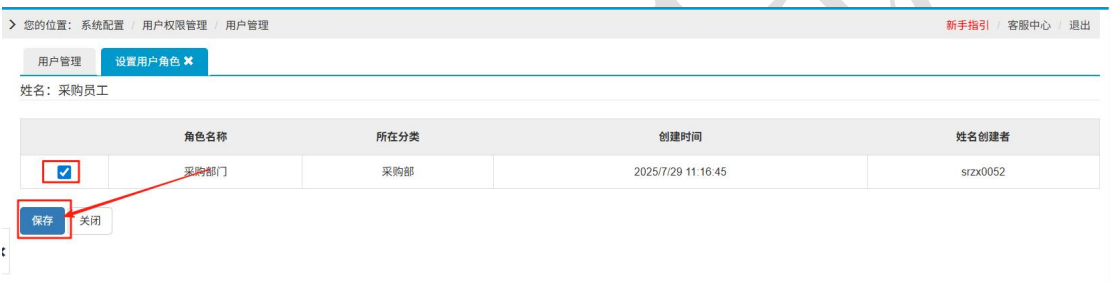 您的位置: 系统配置 / 用户权限管理 / 用户管理 新手指引 / 客服中心 / 退出
用户管理 设置用户角色 ✖
姓名: 采购员工
角色名称 所在分类 创建时间 姓名创建者
采购部门 采购部 2025/7/29 11:16:45 srzx0052
保存 关闭